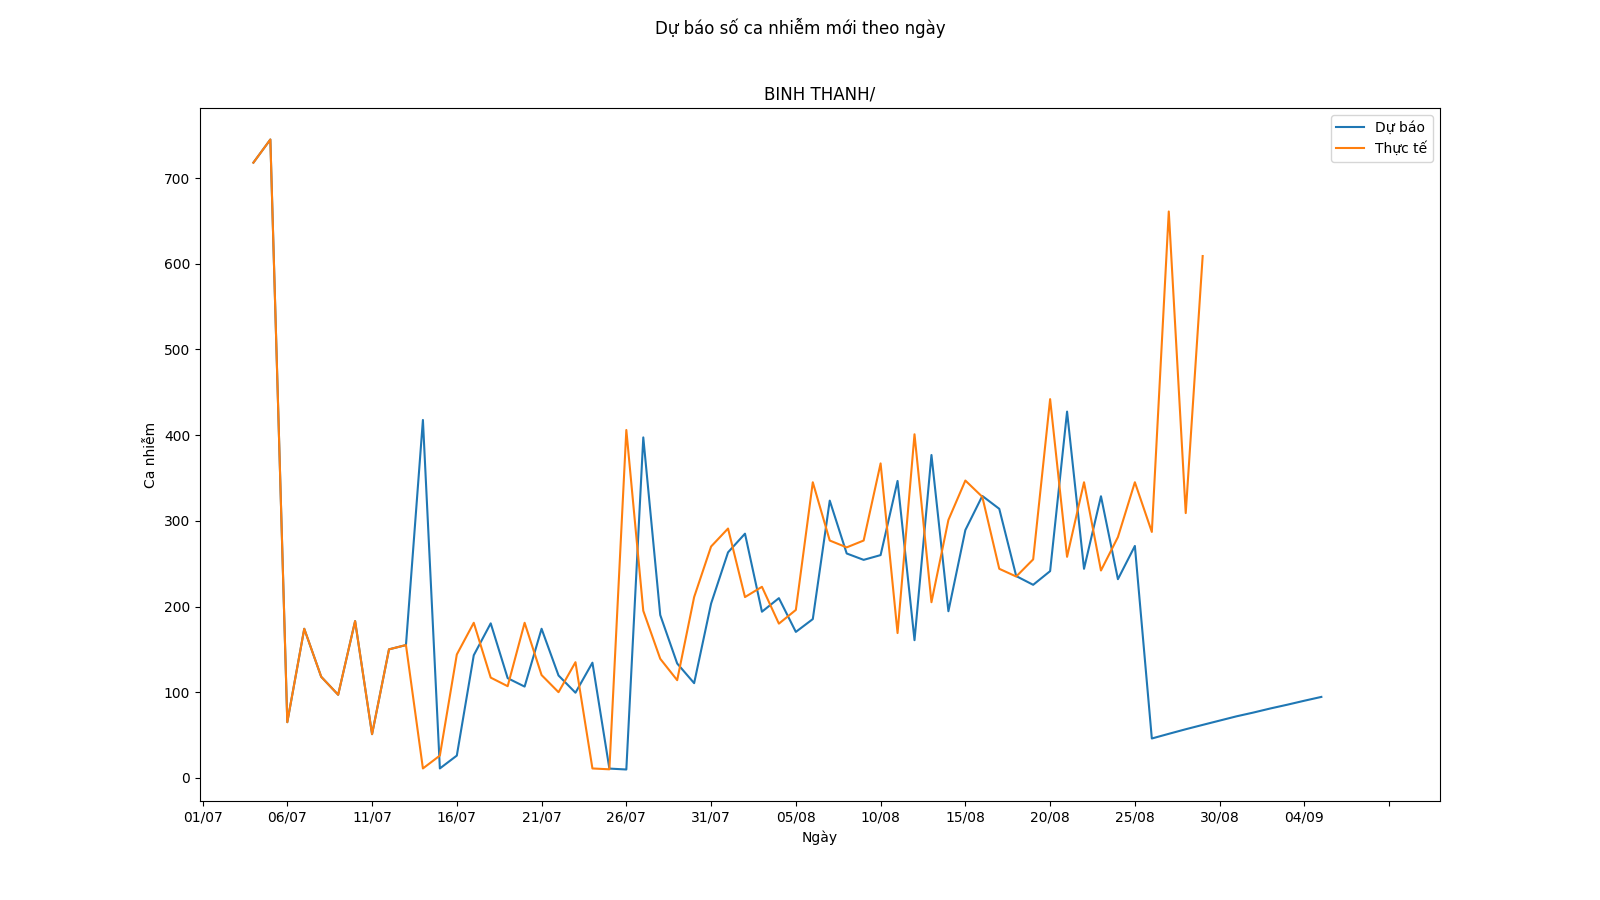 Dự báo số ca nhiễm mới theo ngày
BINH THANH/
Dự báo
Thực tế
700
600
500
400
300
200
100
0
Ca nhiễm
01/07 06/07 11/07 16/07 21/07 26/07 31/07 05/08 10/08 15/08 20/08 25/08 30/08 04/09
Ngày